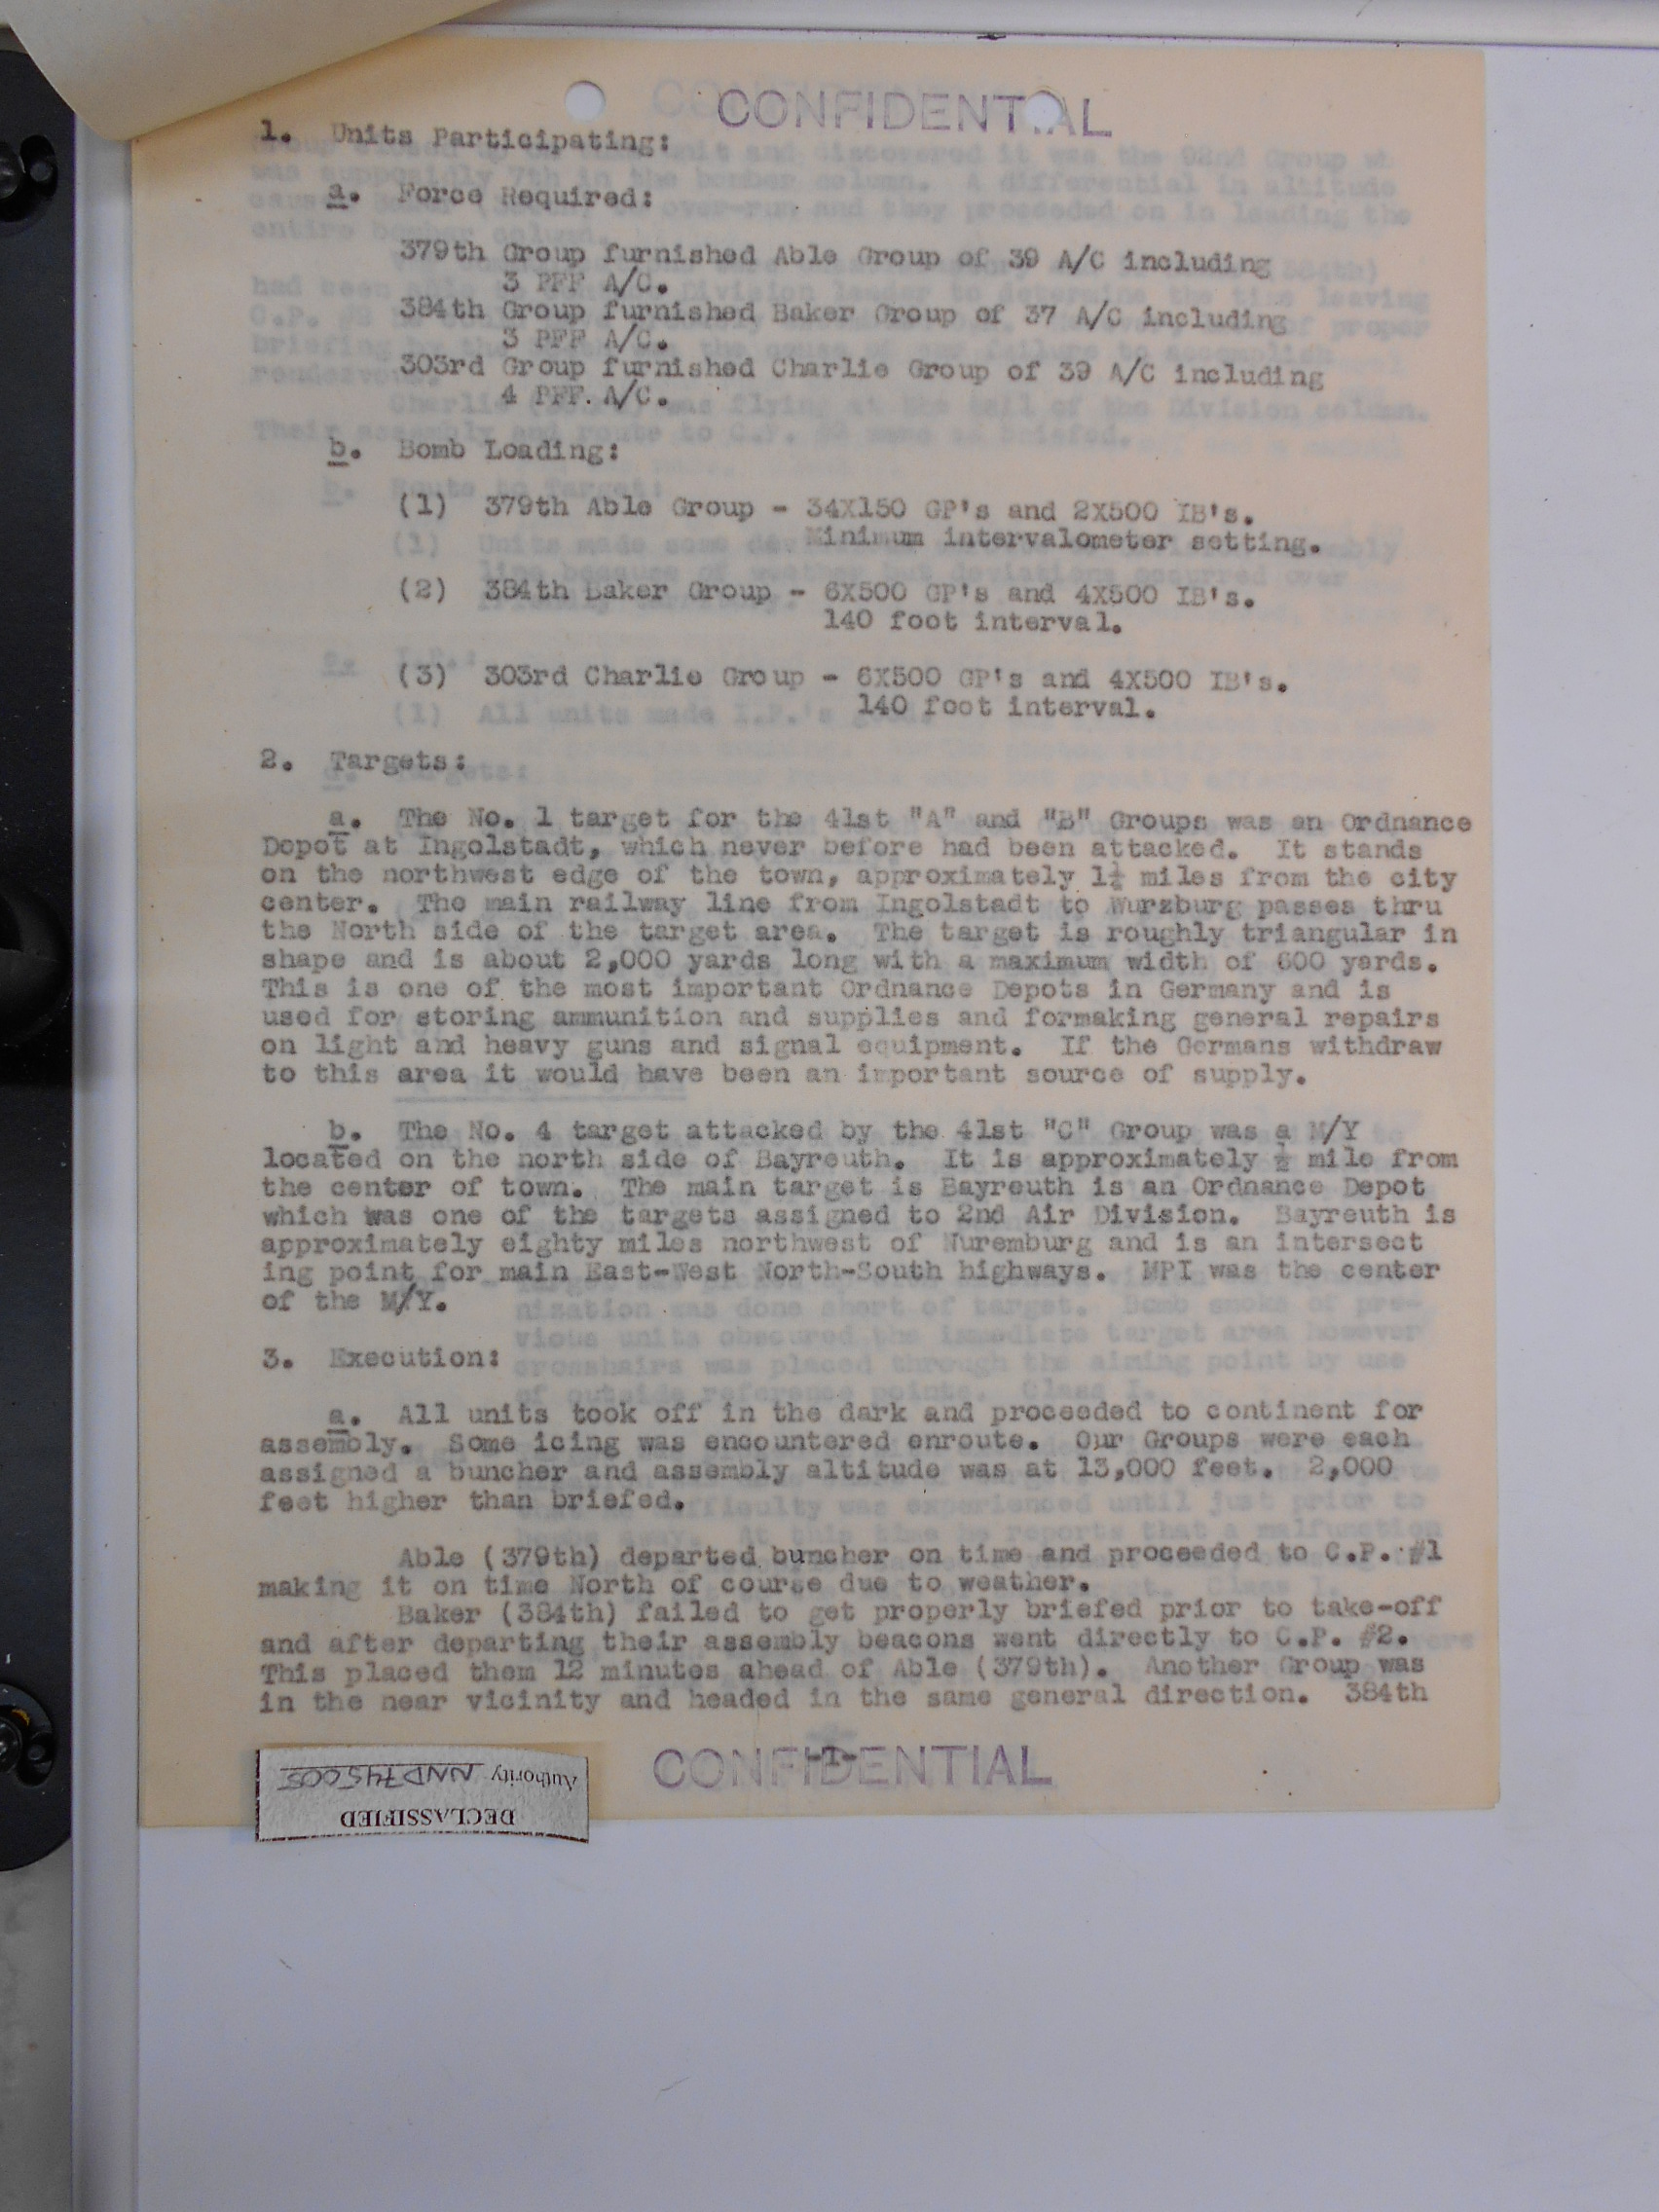 CONFIDENTIAL
1. Units Participating:
a. Force Required:
379th Group furnished Able Group of 39 A/C including
3 PFF A/C.
384th Group furnished Baker Group of 37 A/C including
3 PFF A/C.
303rd Group furnished Charlie Group of 39 A/C including
4 PFF. A/C.
b. Bomb Loading:
(1) 379th Able Group - 34X150 GP's and 2X500 IB's.
Minimum intervalometer setting.
(2) 384th Baker Group - 6X500 GP's and 4X500 IB's.
140 foot interval.
(3) 303rd Charlie Group - 6X500 GP's and 4X500 IB's.
140 foot interval.
2. Targets:
a. The No. 1 target for the 41st "A" and "B" Groups was an Ordnance
Depot at Ingolstadt, which never before had been attacked. It stands
on the northwest edge of the town, approximately miles from the city
center. The main railway line from Ingolstadt to Wurzburg passes thru
the North side of the target area. The target is roughly triangular in
shape and is about 2,000 yards long with a maximum width of 600 yards.
This is one of the most important Ordnance Depots in Germany and is
used for storing ammunition and supplies and formaking general repairs
on light and heavy guns and signal equipment. If the Germans withdraw
to this area it would have been an important source of supply.
b. The No. 4 target attacked by the 41st "C" Group was a M/Y
located on the north side of Bayreuth. It is approximately ½ mile from
the center of town. The main target is Bayreuth is an Ordnance Depot
which was one of the targets assigned to 2nd Air Division. Bayreuth is
approximately eighty miles northwest of Nuremburg and is an intersect
ing point for main East-West North-South highways. MPI was the center
of the M/Y.
3. Execution:
a. All units took off in the dark and proceeded to continent for
assembly. Some icing was encountered enroute. Our Groups were each
assigned a buncher and assembly altitude was at 13,000 feet. 2,000
feet higher than briefed.
Able (379th) departed buncher on time and proceeded to C.P. #1
making it on time North of course due to weather.
Baker (384th) failed to get properly briefed prior to take-off
and after departing their assembly beacons went directly to C.P. #2.
This placed them 12 minutes ahead of Able (379th). Another Group was
in the near vicinity and headed in the same general direction. 384th
-1-
CONFIDENTIAL
DECLASSIFIED
Authority NND745005